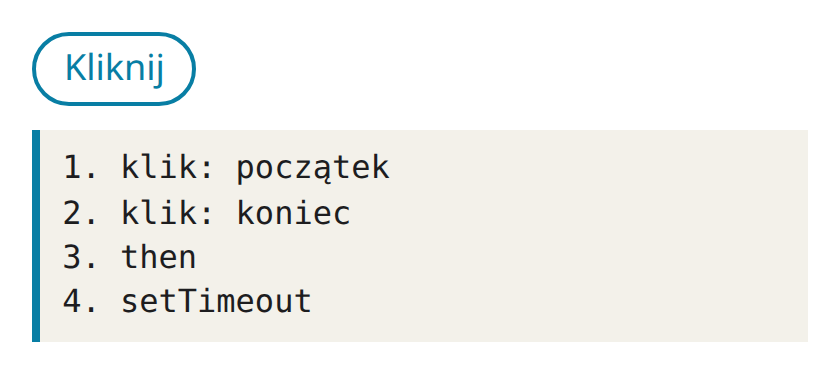 Kliknij
1. klik: początek
2. klik: koniec
3. then
4. setTimeout